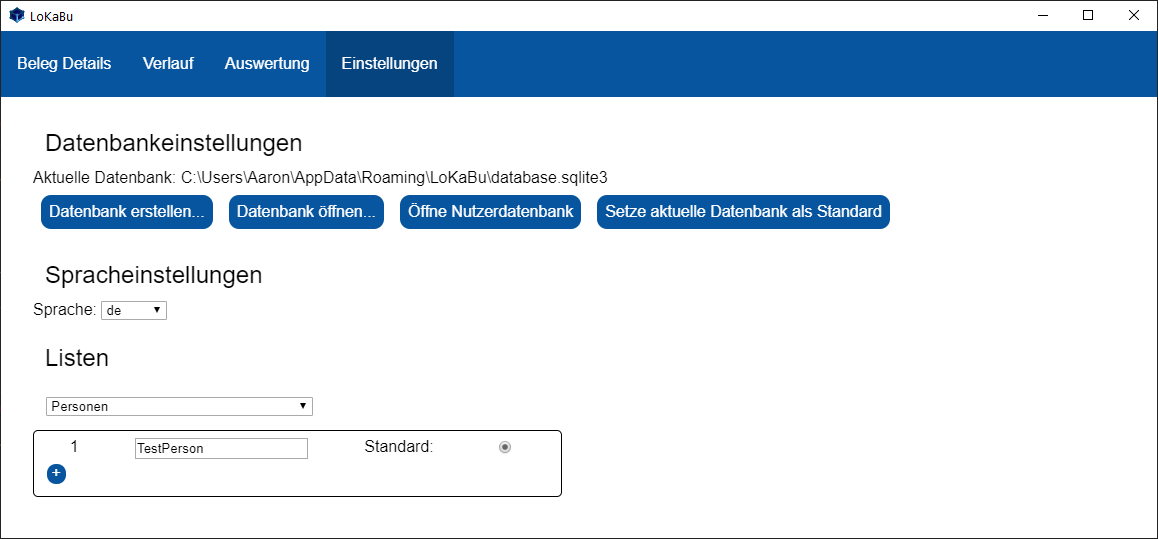 LoKaBu
Beleg Details Verlauf Auswertung Einstellungen
Datenbankeinstellungen
Aktuelle Datenbank: C:\Users\Aaron\AppData\Roaming\LoKaBu\database.sqlite3
Datenbank erstellen... Datenbank öffnen... Öffne Nutzerdatenbank Setze aktuelle Datenbank als Standard
Spracheinstellungen
Sprache: de
Listen
Personen
1 TestPerson Standard:
+